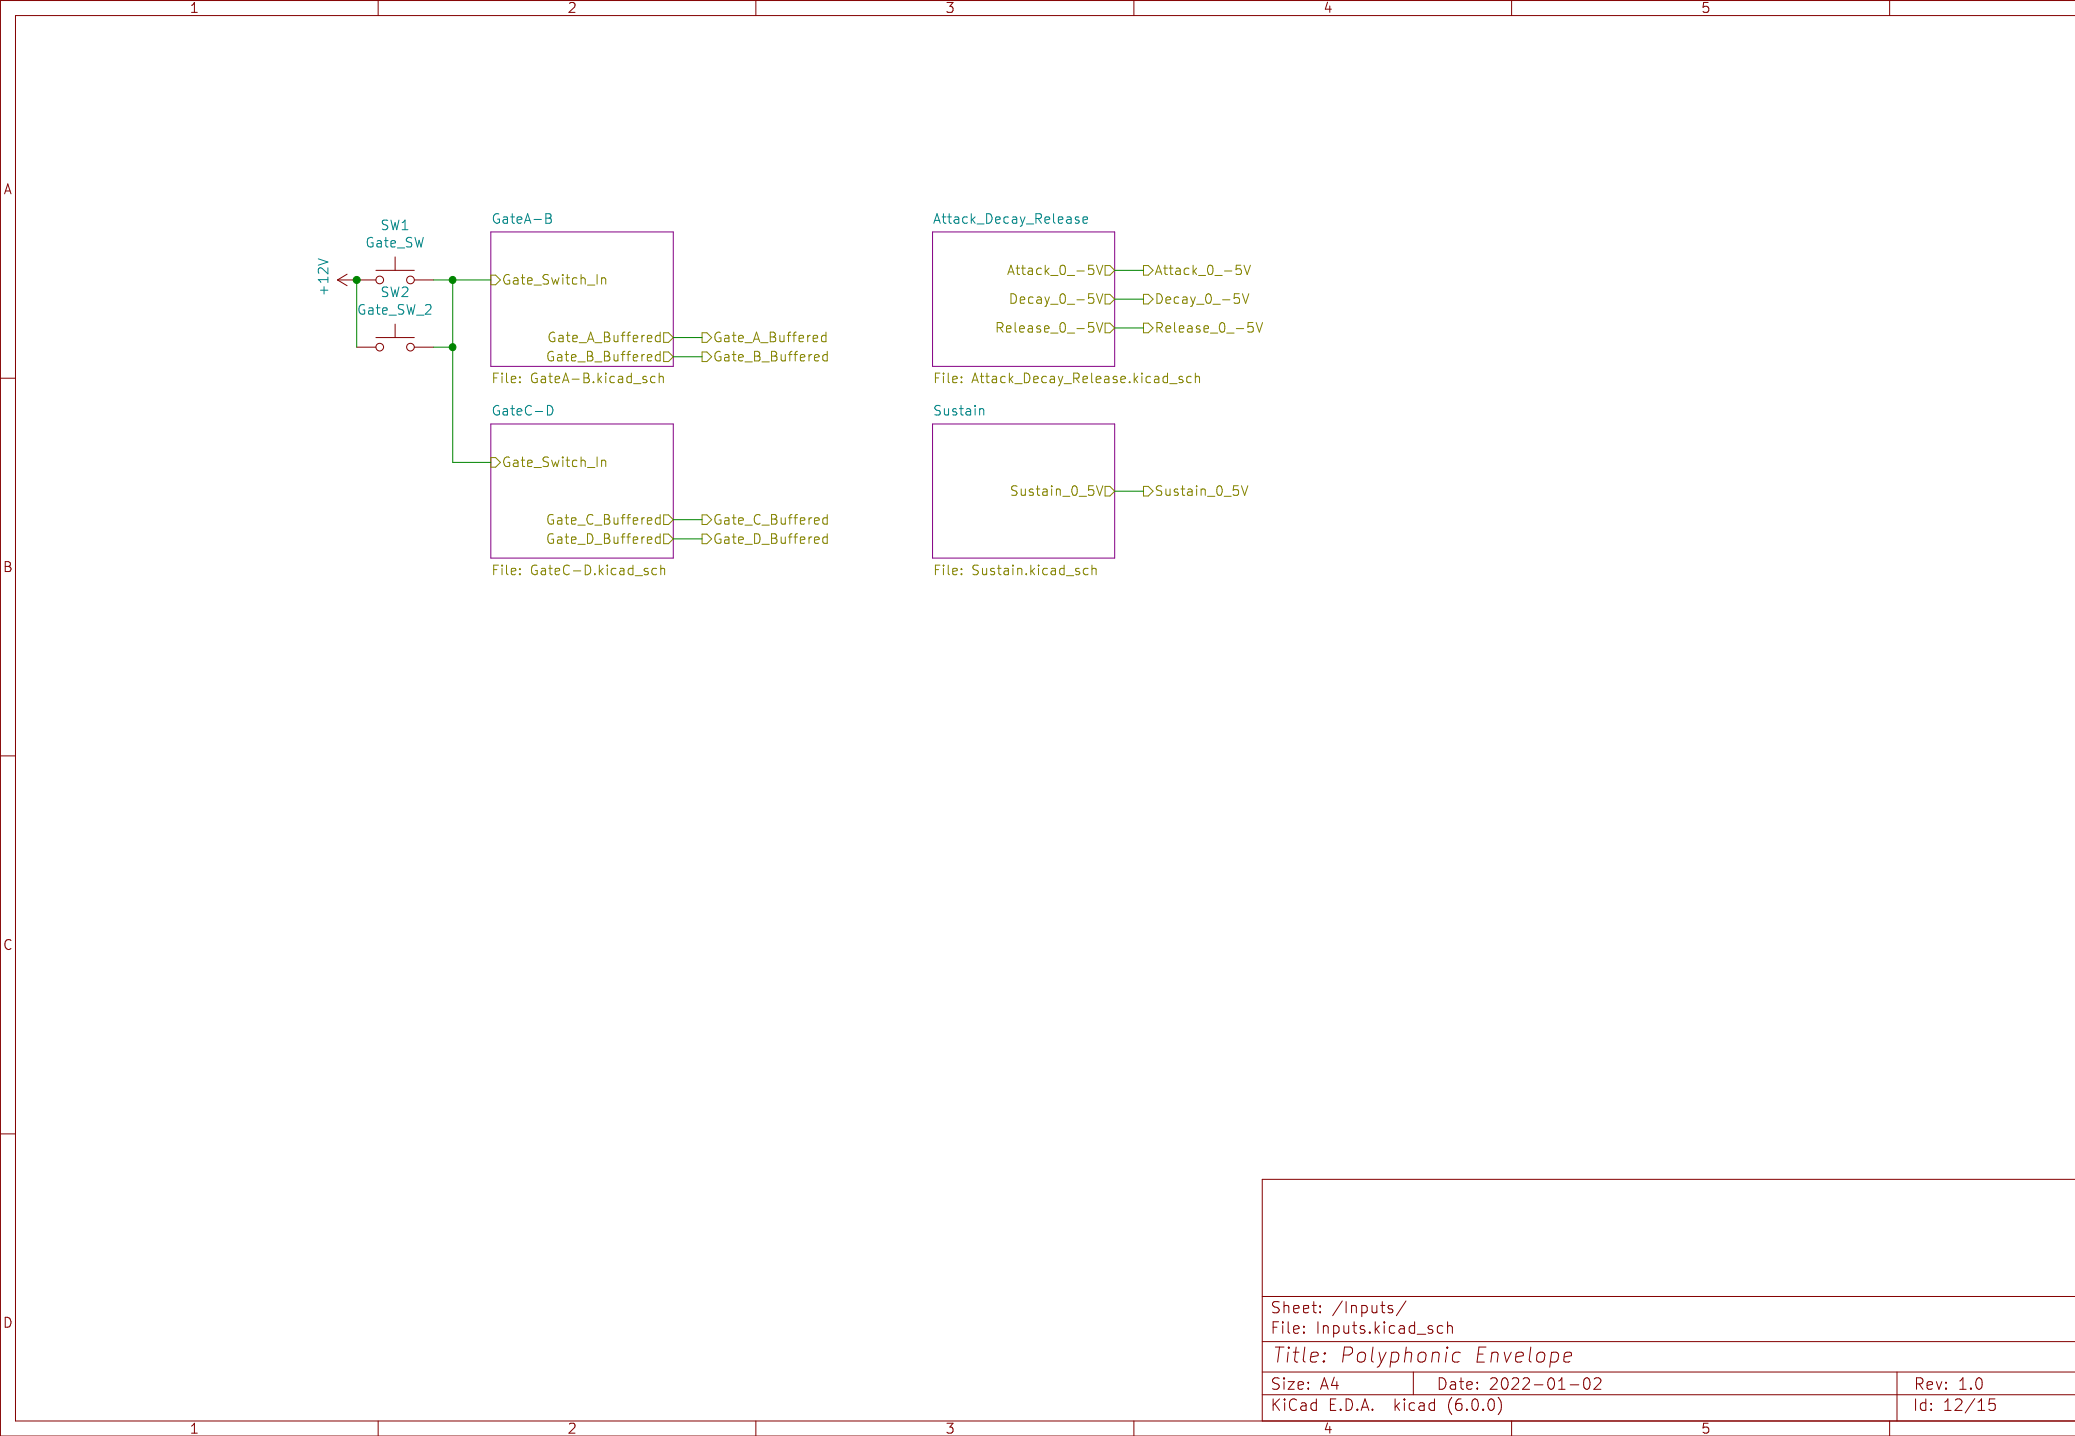 1 2 3 4 5
A
B
C
D
SW1
Gate_SW
+12V
SW2
Gate_SW_2
GateA-B
Gate_Switch_In
Gate_A_Buffered
Gate_A_Buffered
Gate_B_Buffered
Gate_B_Buffered
File: GateA-B.kicad_sch
GateC-D
Gate_Switch_In
Gate_C_Buffered
Gate_C_Buffered
Gate_D_Buffered
Gate_D_Buffered
File: GateC-D.kicad_sch
Attack_Decay_Release
Attack_0_-5V
Attack_0_-5V
Decay_0_-5V
Decay_0_-5V
Release_0_-5V
Release_0_-5V
File: Attack_Decay_Release.kicad_sch
Sustain
Sustain_0_5V
Sustain_0_5V
File: Sustain.kicad_sch
Sheet: /Inputs/
File: Inputs.kicad_sch
Title: Polyphonic Envelope
Size: A4
Date: 2022-01-02
Rev: 1.0
KiCad E.D.A. kicad (6.0.0)
Id: 12/15
1 2 3 4 5